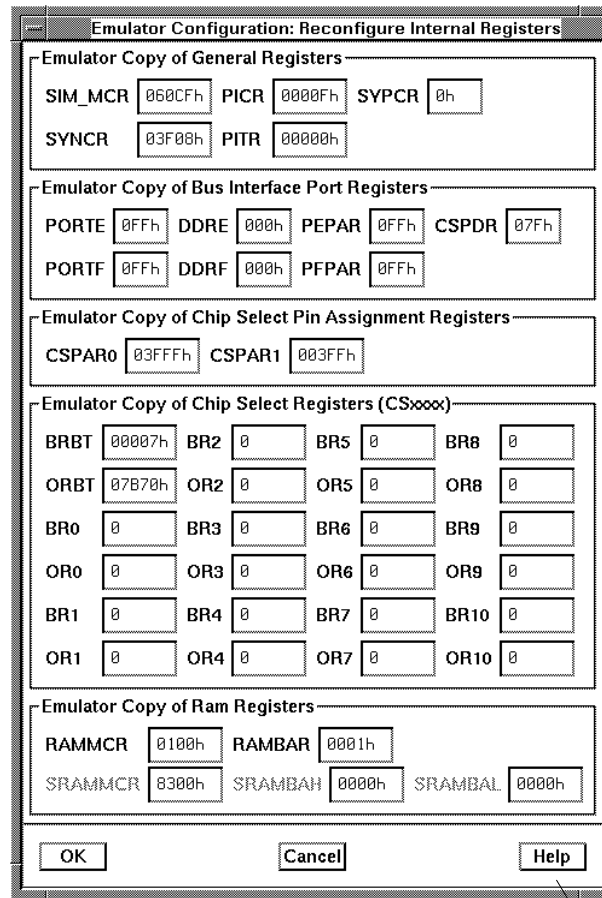 Emulator Configuration: Reconfigure Internal Registers
Emulator Copy of General Registers
SIM_MCR 060CFh PICR 0000Fh SYPCR 0h
SYNCR 03F08h PITR 00000h
Emulator Copy of Bus Interface Port Registers
PORTE 0FFh DDRE 000h PEPAR 0FFh CSPDR 07Fh
PORTF 0FFh DDRF 000h PFPAR 0FFh
Emulator Copy of Chip Select Pin Assignment Registers
CSPAR0 03FFFh CSPAR1 003FFh
Emulator Copy of Chip Select Registers (CSxxxx)
BRBT 00007h BR2 0 BR5 0 BR8 0
ORBT 07B70h OR2 0 OR5 0 OR8 0
BR0 0 BR3 0 BR6 0 BR9 0
OR0 0 OR3 0 OR6 0 OR9 0
BR1 0 BR4 0 BR7 0 BR10 0
OR1 0 OR4 0 OR7 0 OR10 0
Emulator Copy of Ram Registers
RAMMCR 0100h RAMBAR 0001h
SRAMMCR 8300h SRAMBAH 0000h SRAMBAL 0000h
OK Cancel Help